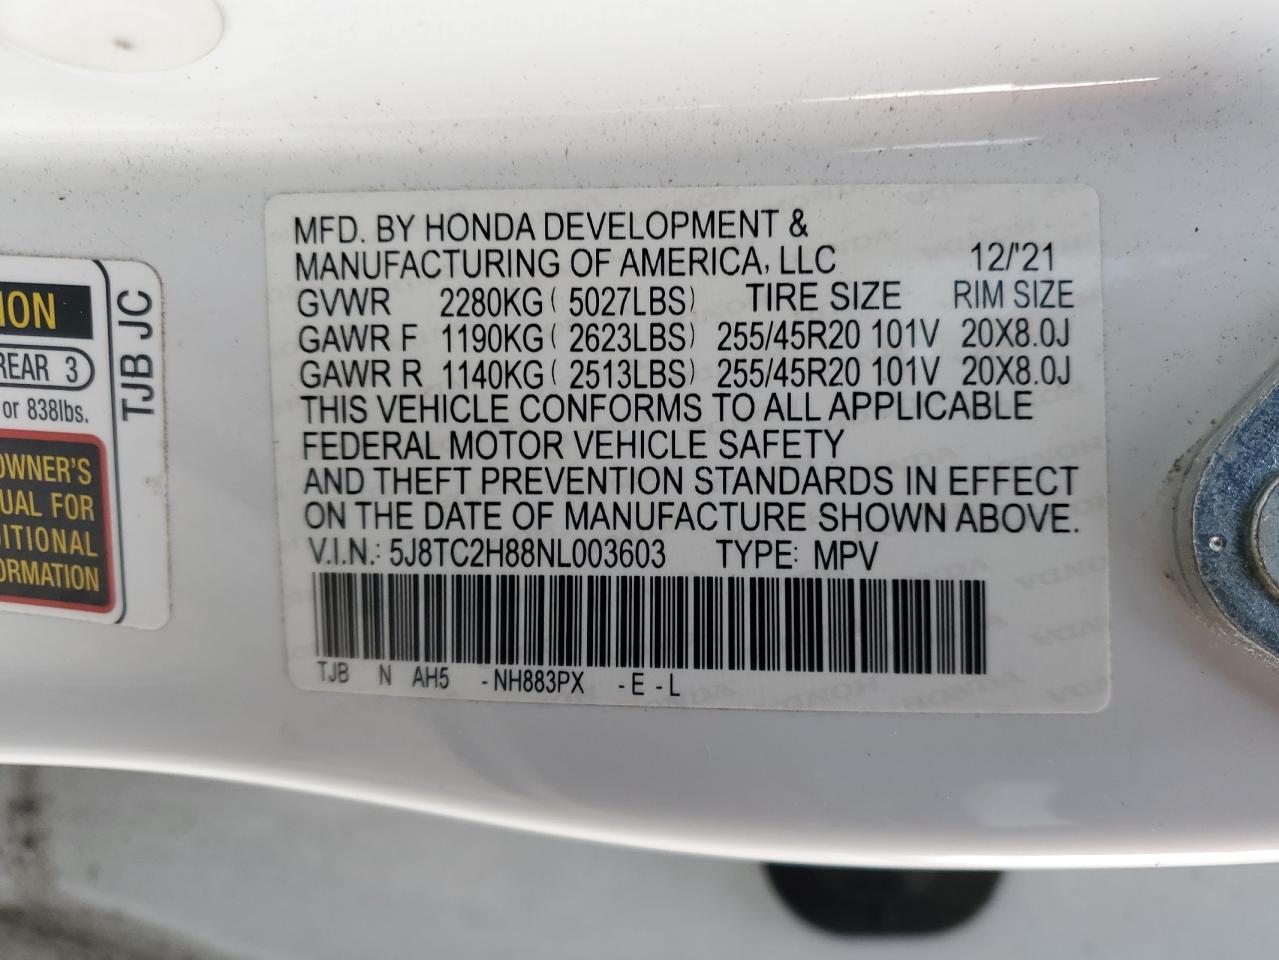 ION
REAR 3
or 838lbs.
OWNER'S
UAL FOR
ITIONAL
ORMATION
TJB JC
MFD. BY HONDA DEVELOPMENT &
MANUFACTURING OF AMERICA, LLC 12/'21
GVWR 2280KG ( 5027LBS) TIRE SIZE RIM SIZE
GAWR F 1190KG ( 2623LBS) 255/45R20 101V 20X8.0J
GAWR R 1140KG ( 2513LBS) 255/45R20 101V 20X8.0J
THIS VEHICLE CONFORMS TO ALL APPLICABLE
FEDERAL MOTOR VEHICLE SAFETY
AND THEFT PREVENTION STANDARDS IN EFFECT
ON THE DATE OF MANUFACTURE SHOWN ABOVE.
V.I.N.: 5J8TC2H88NL003603 TYPE: MPV
TJB N AH5 -NH883PX -E -L